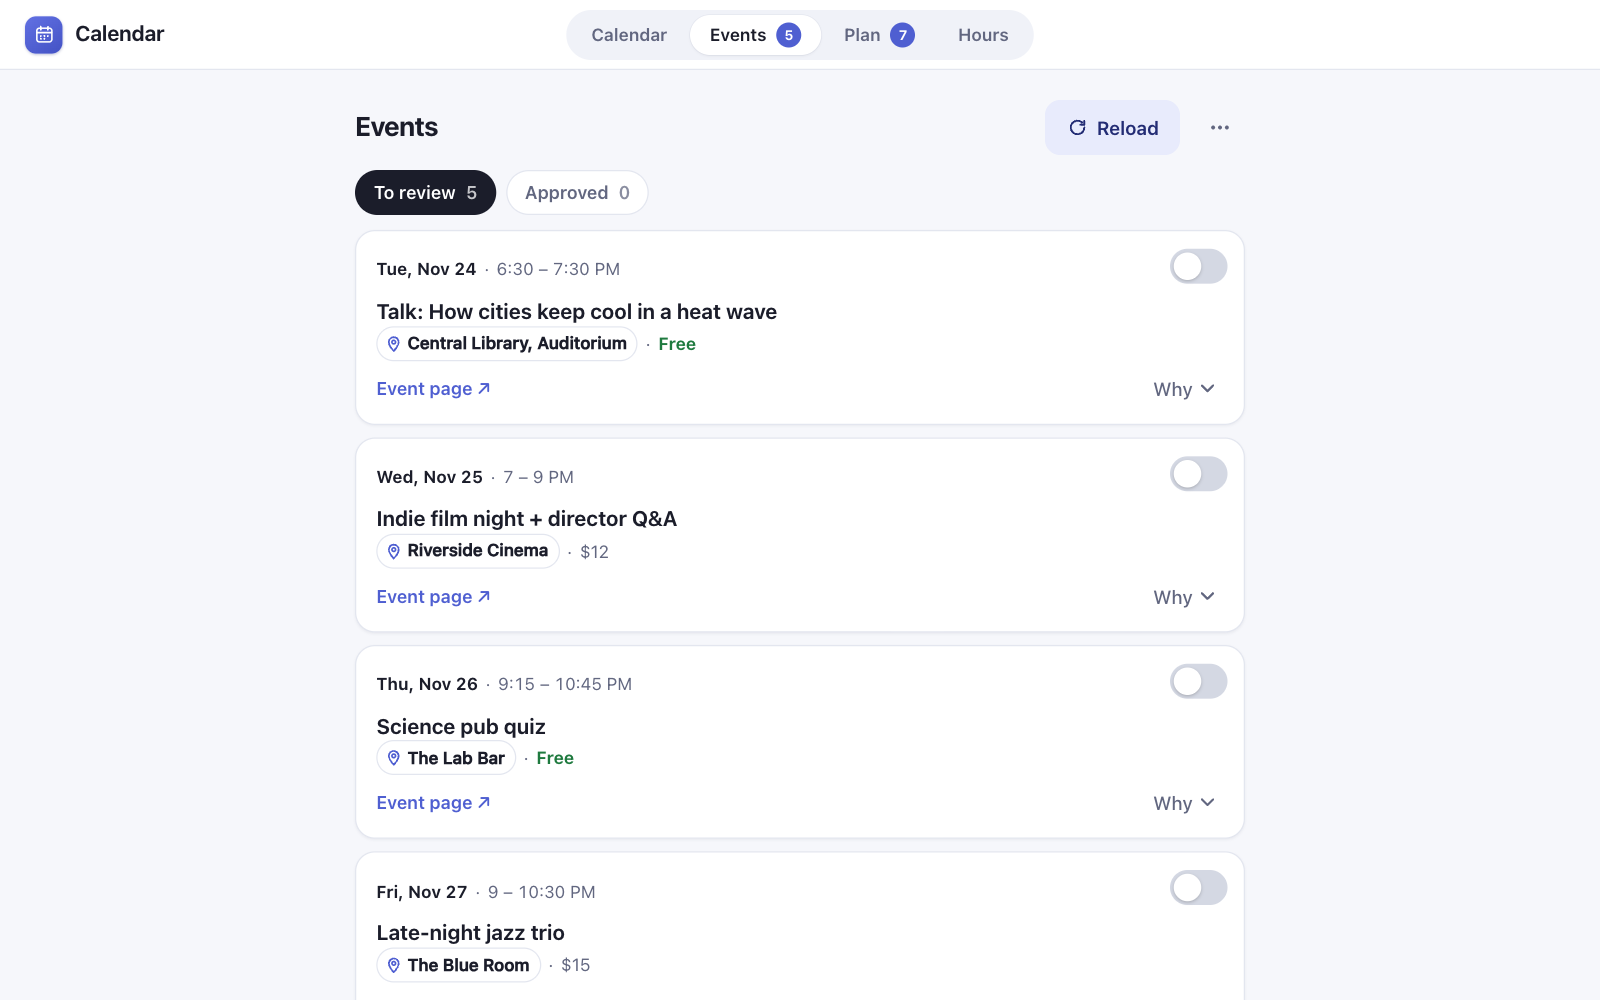 Calendar
Calendar Events 5 Plan 7 Hours
Events
Reload
To review 5 Approved 0
Tue, Nov 24 · 6:30 – 7:30 PM
Talk: How cities keep cool in a heat wave
Central Library, Auditorium · Free
Event page ↗ Why
Wed, Nov 25 · 7 – 9 PM
Indie film night + director Q&A
Riverside Cinema · $12
Event page ↗ Why
Thu, Nov 26 · 9:15 – 10:45 PM
Science pub quiz
The Lab Bar · Free
Event page ↗ Why
Fri, Nov 27 · 9 – 10:30 PM
Late-night jazz trio
The Blue Room · $15